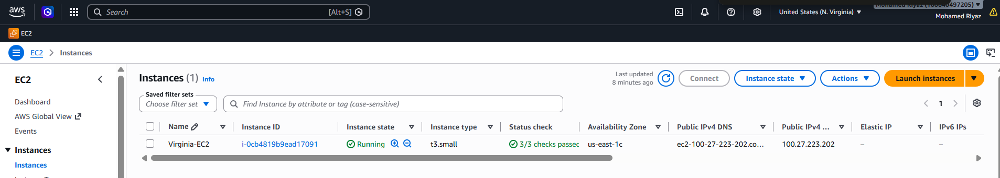 aws
Search [Alt+S]
United States (N. Virginia)
Mohamed Riyaz
EC2
EC2 > Instances
EC2
Dashboard
AWS Global View
Events
Instances
Instances
Instances (1) Info
Last updated
8 minutes ago
Connect
Instance state
Actions
Launch instances
Saved filter sets
Choose filter set
Find Instance by attribute or tag (case-sensitive)
1
Name Instance ID Instance state Instance type Status check Availability Zone Public IPv4 DNS Public IPv4 ... Elastic IP IPv6 IPs
Virginia-EC2 i-0cb4819b9ead17091 Running t3.small 3/3 checks passec us-east-1c ec2-100-27-223-202.co... 100.27.223.202 – –